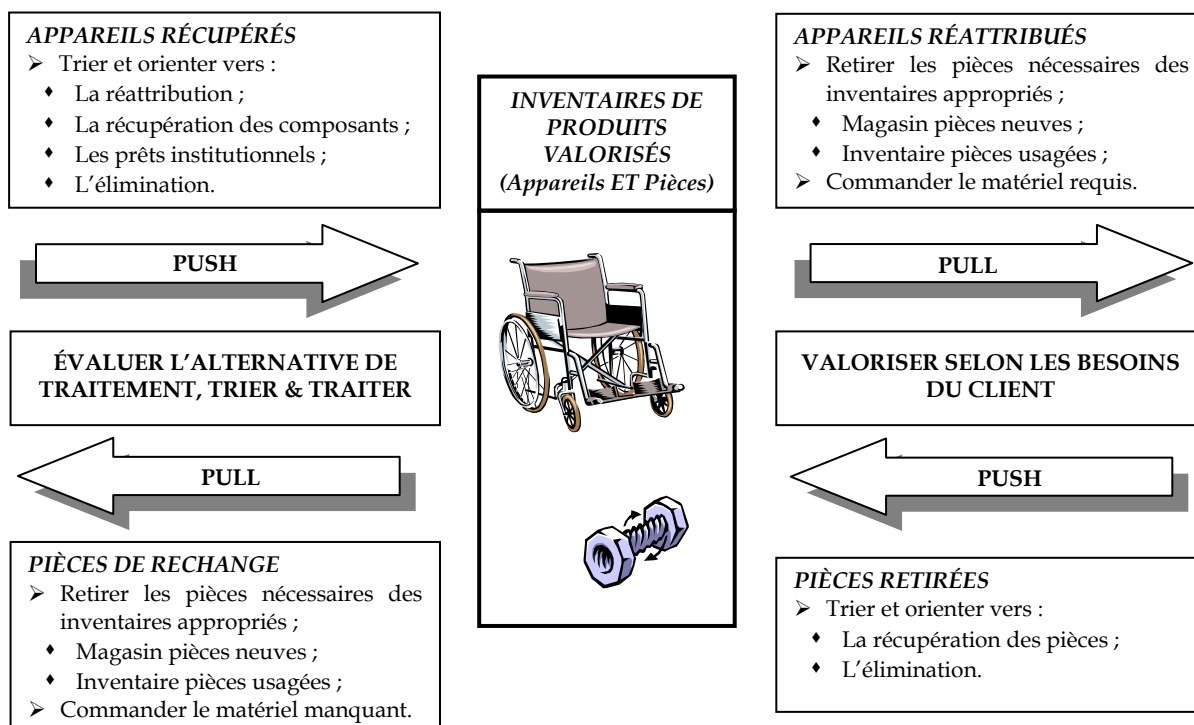 APPAREILS RÉCUPÉRÉS
➢ Trier et orienter vers :
♦ La réattribution ;
♦ La récupération des composants ;
♦ Les prêts institutionnels ;
♦ L’élimination.
PUSH
ÉVALUER L’ALTERNATIVE DE
TRAITEMENT, TRIER & TRAITER
PULL
PIÈCES DE RECHANGE
➢ Retirer les pièces nécessaires des
inventaires appropriés ;
♦ Magasin pièces neuves ;
♦ Inventaire pièces usagées ;
➢ Commander le matériel manquant.
INVENTAIRES DE
PRODUITS
VALORISÉS
(Appareils ET Pièces)
APPAREILS RÉATTRIBUÉS
➢ Retirer les pièces nécessaires des
inventaires appropriés ;
♦ Magasin pièces neuves ;
♦ Inventaire pièces usagées ;
➢ Commander le matériel requis.
PULL
VALORISER SELON LES BESOINS
DU CLIENT
PUSH
PIÈCES RETIRÉES
➢ Trier et orienter vers :
♦ La récupération des pièces ;
♦ L’élimination.